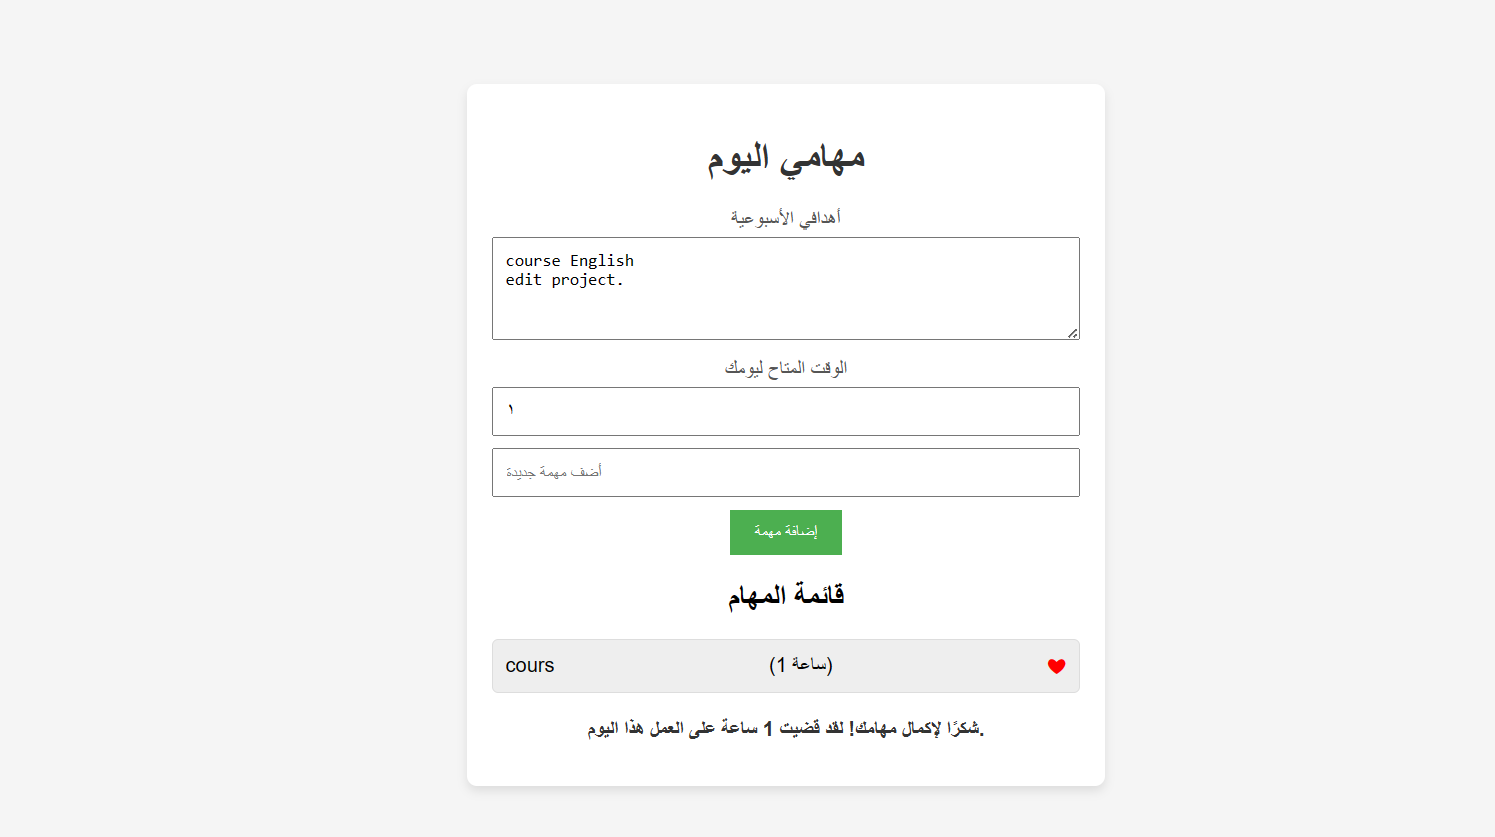 مهامي اليوم
أهدافي الأسبوعية
course English
edit project.
الوقت المتاح ليومك
١
أضف مهمة جديدة
إضافة مهمة
قائمة المهام
cours (1 ساعة)
شكرًا لإكمال مهامك! لقد قضيت 1 ساعة على العمل هذا اليوم.